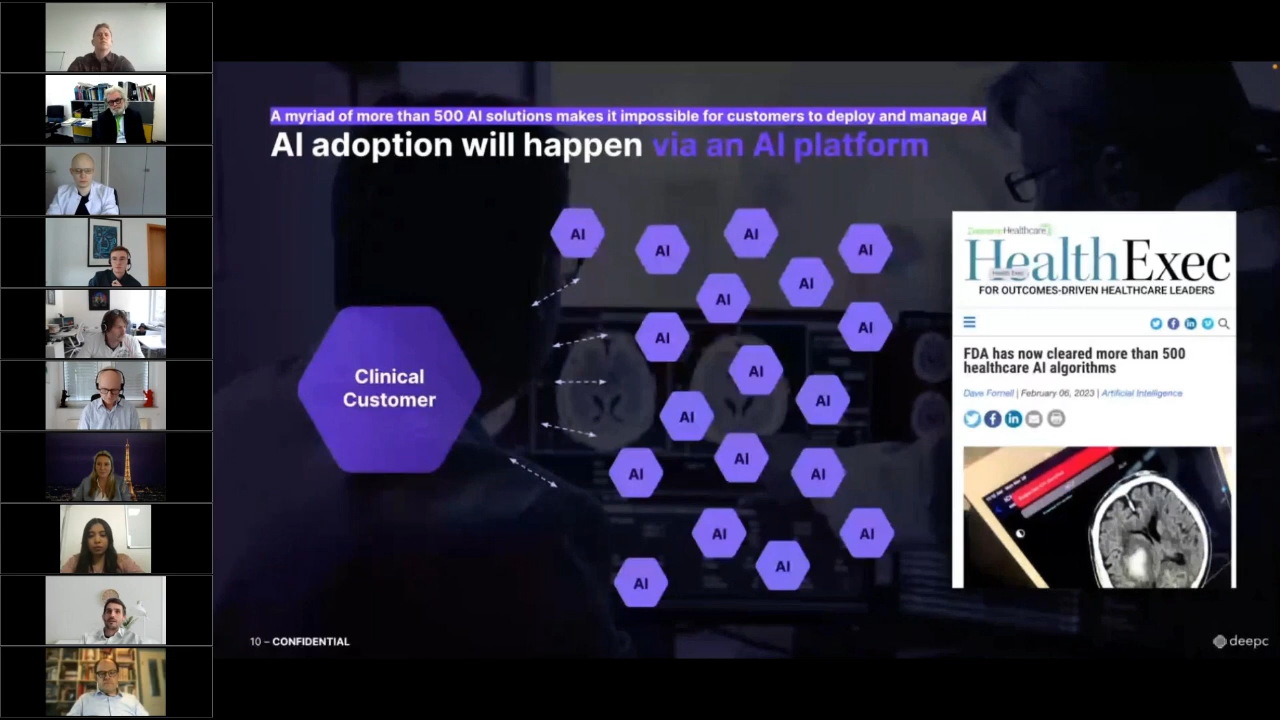 A myriad of more than 500 AI solutions makes it impossible for customers to deploy and manage AI
AI adoption will happen via an AI platform
AI
AI
AI
AI
AI
AI
AI
AI
Clinical
Customer
AI
AI
AI
AI
AI
AI
AI
AI
AI
AI
HealthExec
FOR OUTCOMES-DRIVEN HEALTHCARE LEADERS
FDA has now cleared more than 500
healthcare AI algorithms
Dave Fornell | February 06, 2023 | Artificial Intelligence
10 – CONFIDENTIAL
deepc